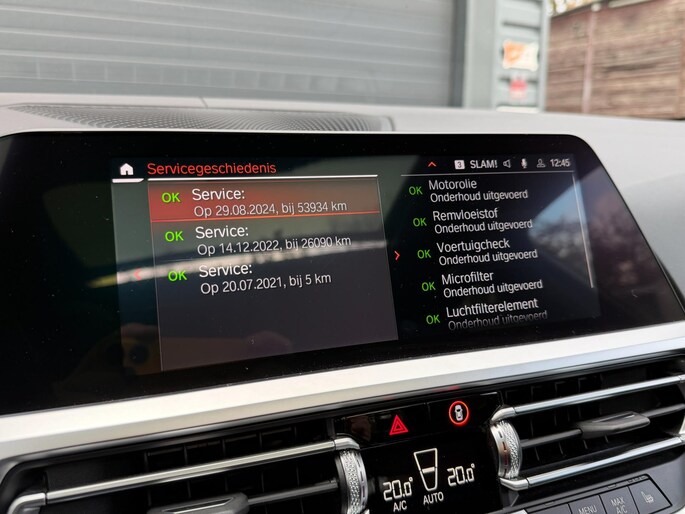 Servicegeschiedenis
3 SLAM! 12:45
OK Service:
Op 29.08.2024, bij 53934 km
OK Service:
Op 14.12.2022, bij 26090 km
OK Service:
Op 20.07.2021, bij 5 km
OK Motorolie
Onderhoud uitgevoerd
OK Remvloeistof
Onderhoud uitgevoerd
OK Voertuigcheck
Onderhoud uitgevoerd
OK Microfilter
Onderhoud uitgevoerd
OK Luchtfilterelement
Onderhoud uitgevoerd
20.0 20.0
A/C AUTO
MENU
MAX
A/C